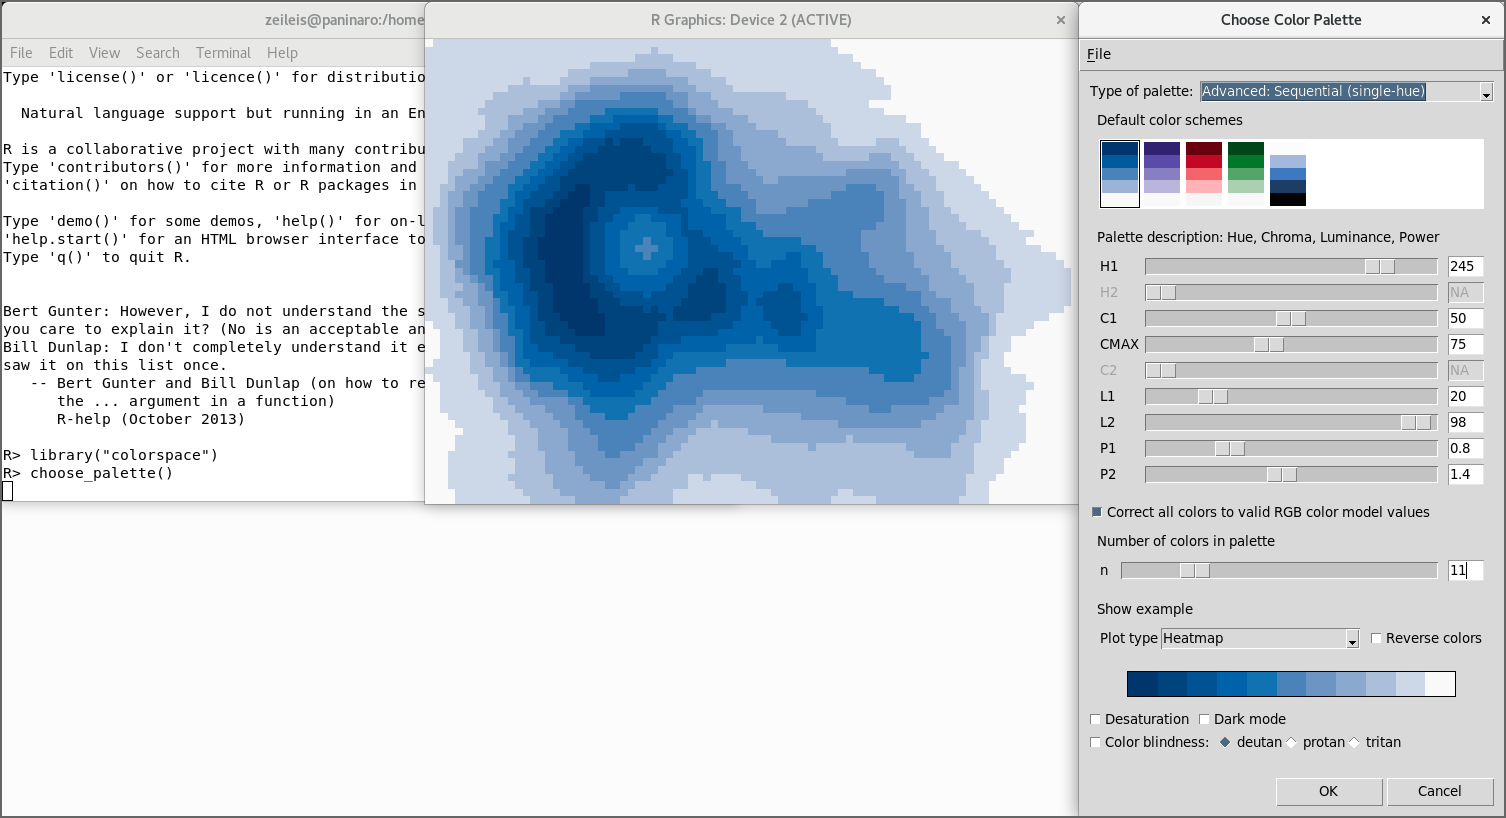 zeileis@paninaro:/home
File Edit View Search Terminal Help
Type 'license()' or 'licence()' for distributio
Natural language support but running in an En
R is a collaborative project with many contribu
Type 'contributors()' for more information and
'citation()' on how to cite R or R packages in
Type 'demo()' for some demos, 'help()' for on-l
'help.start()' for an HTML browser interface to
Type 'q()' to quit R.
Bert Gunter: However, I do not understand the s
you care to explain it? (No is an acceptable an
Bill Dunlap: I don't completely understand it e
saw it on this list once.
-- Bert Gunter and Bill Dunlap (on how to re
the ... argument in a function)
R-help (October 2013)
R> library("colorspace")
R> choose_palette()
R Graphics: Device 2 (ACTIVE) ×
Choose Color Palette ×
File
Type of palette: Advanced: Sequential (single-hue)
Default color schemes
Palette description: Hue, Chroma, Luminance, Power
H1 245
H2 NA
C1 50
CMAX 75
C2 NA
L1 20
L2 98
P1 0.8
P2 1.4
Correct all colors to valid RGB color model values
Number of colors in palette
n 11
Show example
Plot type Heatmap Reverse colors
Desaturation Dark mode
Color blindness: deutan protan tritan
OK Cancel